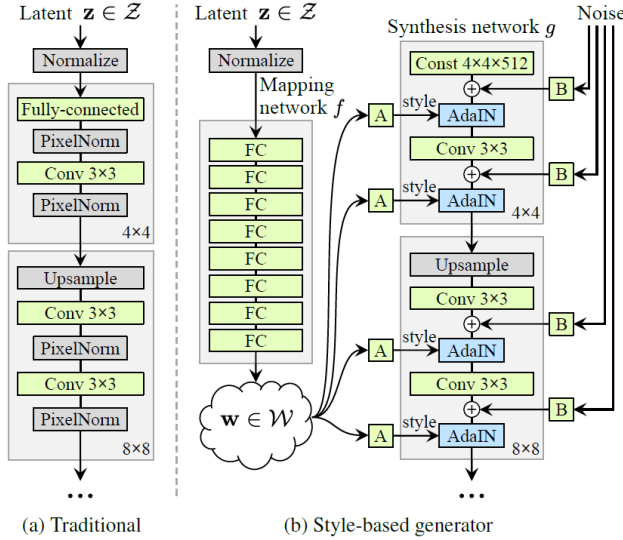 Latent z ∈ Z
Normalize
Fully-connected
PixelNorm
Conv 3×3
PixelNorm
4×4
Upsample
Conv 3×3
PixelNorm
Conv 3×3
PixelNorm
8×8
...
(a) Traditional
Latent z ∈ Z
Normalize
Mapping
network f
FC
FC
FC
FC
FC
FC
FC
FC
w ∈ W
A
style
A
style
A
style
A
style
Synthesis network g
Const 4×4×512
AdaIN
Conv 3×3
AdaIN
4×4
Upsample
Conv 3×3
AdaIN
Conv 3×3
AdaIN
8×8
...
Noise
B
B
B
B
(b) Style-based generator